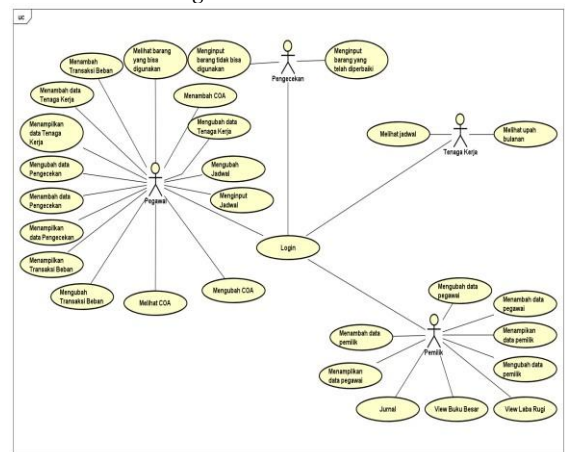 uc
Menambah
Transaksi Beban
Melihat barang
yang bisa
digunakan
Menginput
barang tidak bisa
digunakan
Pengecekan
Menginput
barang yang
telah diperbaiki
Menambah data
Tenaga Kerja
Menambah COA
Menampilkan
data Tenaga
Kerja
Mengubah data
Tenaga Kerja
Mengubah data
Pengecekan
Mengubah
Jadwal
Menambah data
Pengecekan
Menginput
Jadwal
Pegawai
Menampilkan
data Pengecekan
Menampilkan
Transaksi Beban
Mengubah
Transaksi Beban
Melihat COA
Mengubah COA
Login
Melihat jadwal
Tenaga Kerja
Melihat upah
bulanan
Mengubah data
pegawai
Menambah data
pegawai
Menambah data
pemilik
Pemilik
Menampikan
data pemilik
Menampilkan
data pegawai
Mengubah data
pemilik
Jurnal
View Buku Besar
View Laba Rugi